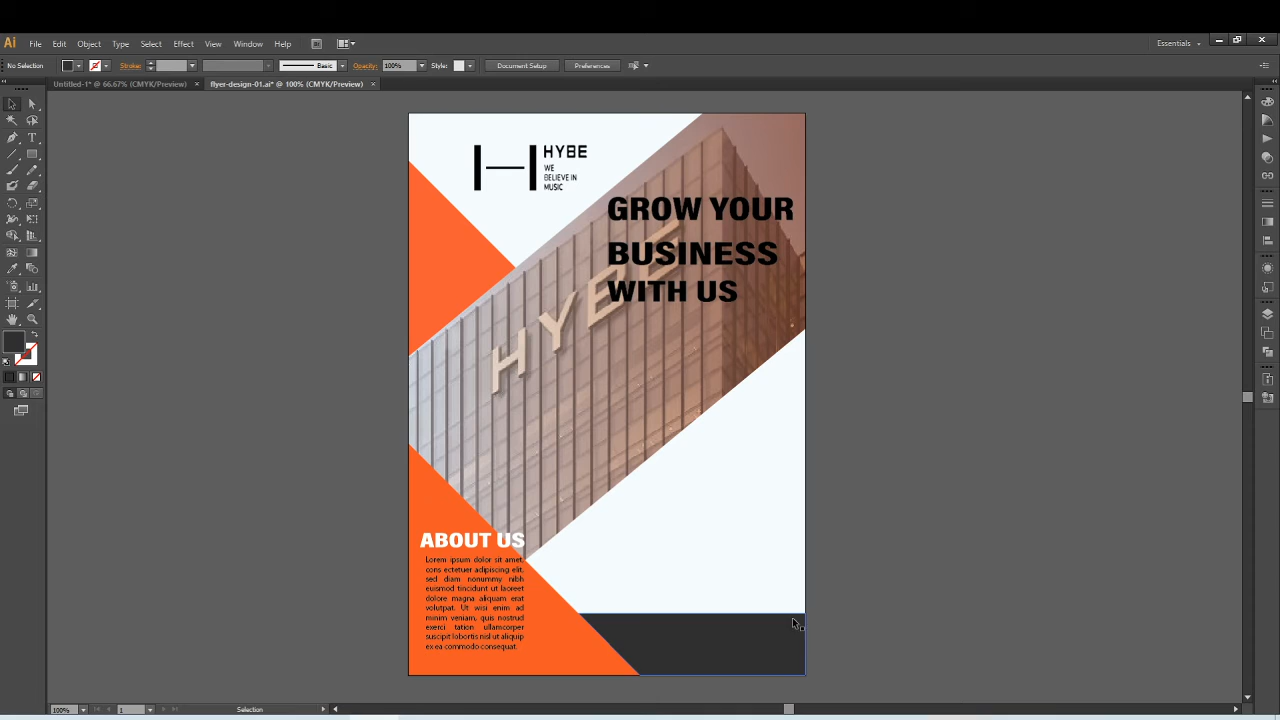 Ai File Edit Object Type Select Effect View Window Help Essentials
No Selection Stroke: Basic Opacity: 100% Style: Document Setup Preferences
Untitled-1* @ 66.67% (CMYK/Preview) × flyer-design-01.ai* @ 100% (CMYK/Preview) ×
HYBE
WE
BELIEVE IN
MUSIC
GROW YOUR
BUSINESS
WITH US
HYBE
ABOUT US
Lorem ipsum dolor sit amet,
cons ectetuer adipiscing elit,
sed diam nonummy nibh
euismod tincidunt ut laoreet
dolore magna aliquam erat
volutpat. Ut wisi enim ad
minim veniam, quis nostrud
exerci tation ullamcorper
suscipit lobortis nisl ut aliquip
ex ea commodo consequat.
100% 1 Selection